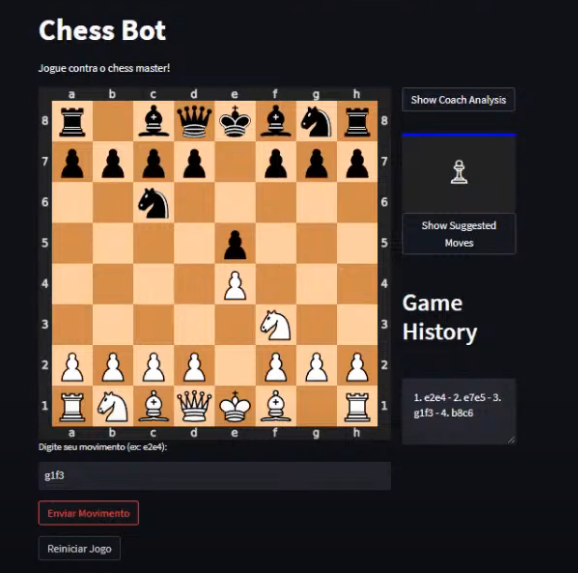 Chess Bot
Jogue contra o chess master!
a b c d e f g h
8 8
7 7
6 6
5 5
4 4
3 3
2 2
1 1
a b c d e f g h
Digite seu movimento (ex: e2e4):
g1f3
Enviar Movimento
Reiniciar Jogo
Show Coach Analysis
Show Suggested
Moves
Game
History
1. e2e4 - 2. e7e5 - 3.
g1f3 - 4. b8c6